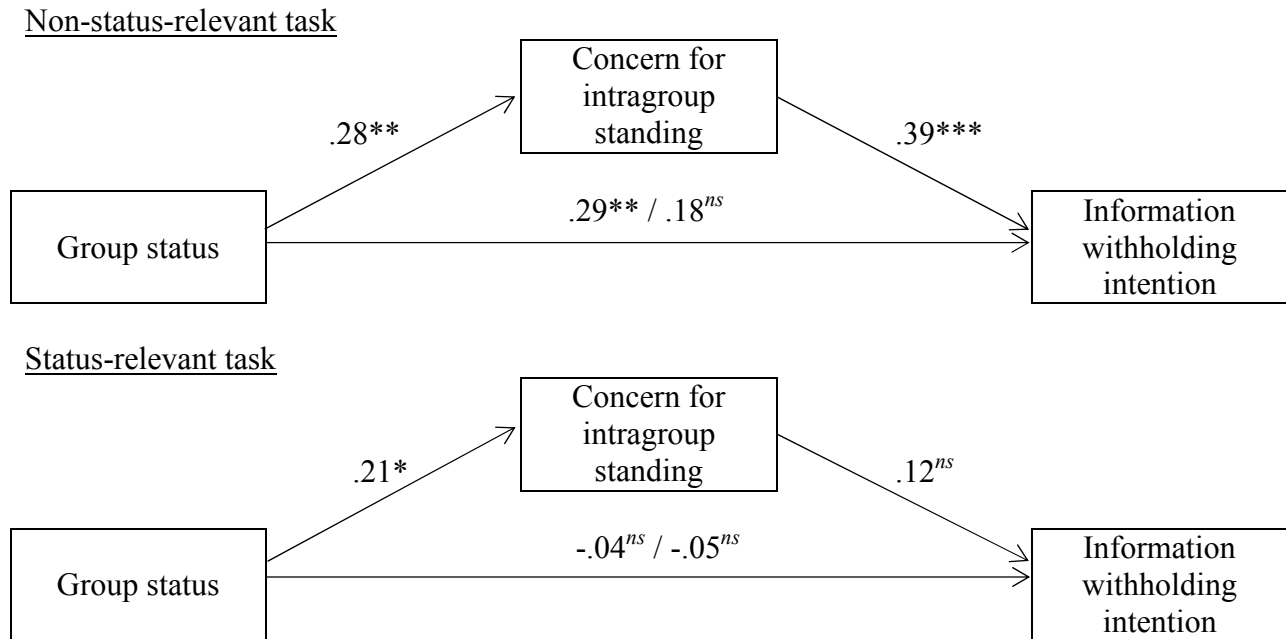 Non-status-relevant task
Concern for
intragroup
standing
.28**
.39***
.29** / .18ns
Group status
Information
withholding
intention
Status-relevant task
Concern for
intragroup
standing
.21*
.12ns
-.04ns / -.05ns
Group status
Information
withholding
intention